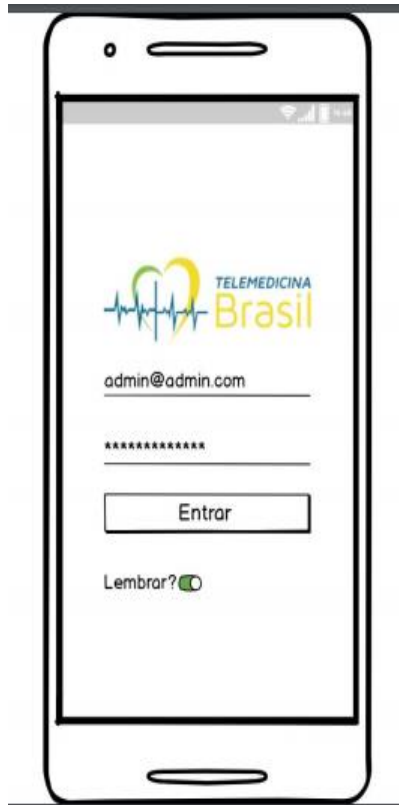 TELEMEDICINA
Brasil
admin@admin.com
*************
Entrar
Lembrar?